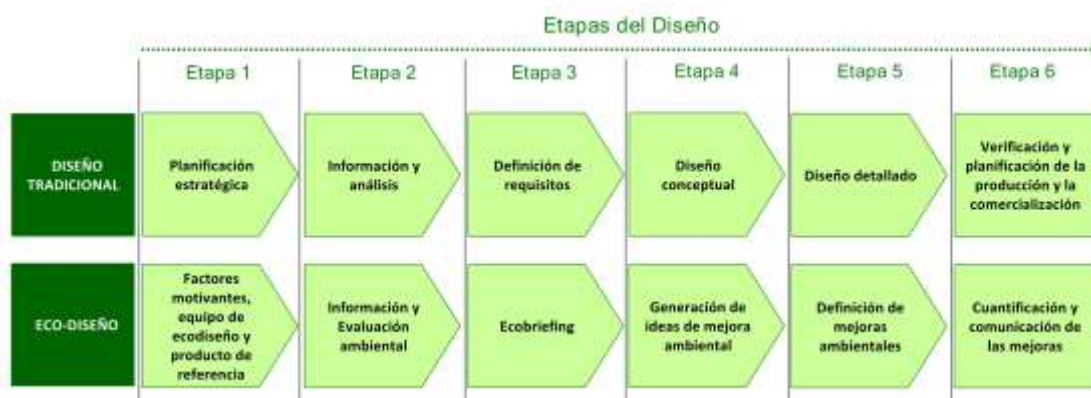 Etapas del Diseño
Etapa 1
Etapa 2
Etapa 3
Etapa 4
Etapa 5
Etapa 6
DISEÑO
TRADICIONAL
Planificación
estratégica
Información y
análisis
Definición de
requisitos
Diseño
conceptual
Diseño detallado
Verificación y
planificación de la
producción y la
comercialización
ECO-DISEÑO
Factores
motivantes,
equipo de
ecodiseño y
producto de
referencia
Información y
Evaluación
ambiental
Ecobriefing
Generación de
ideas de mejora
ambiental
Definición de
mejoras
ambientales
Cuantificación y
comunicación de
las mejoras